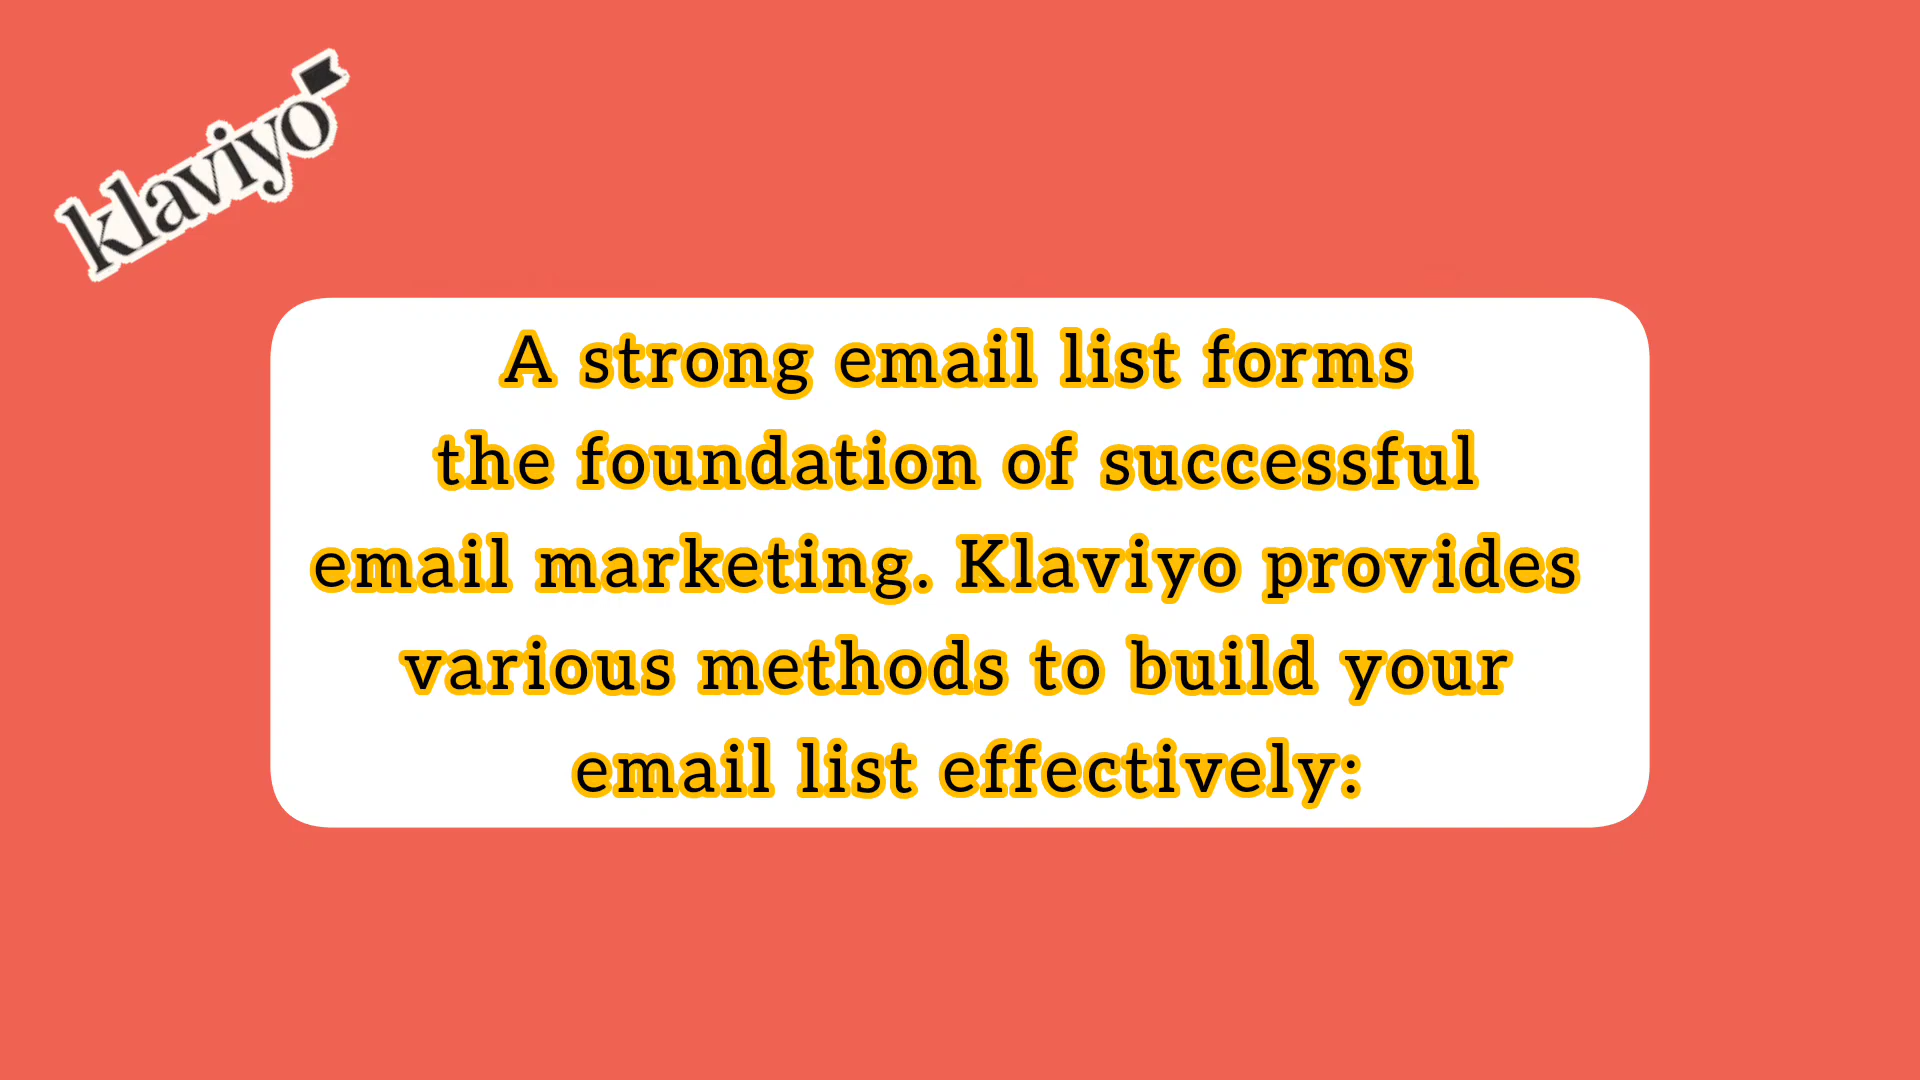 klaviyo
A strong email list forms
the foundation of successful
email marketing. Klaviyo provides
various methods to build your
email list effectively: